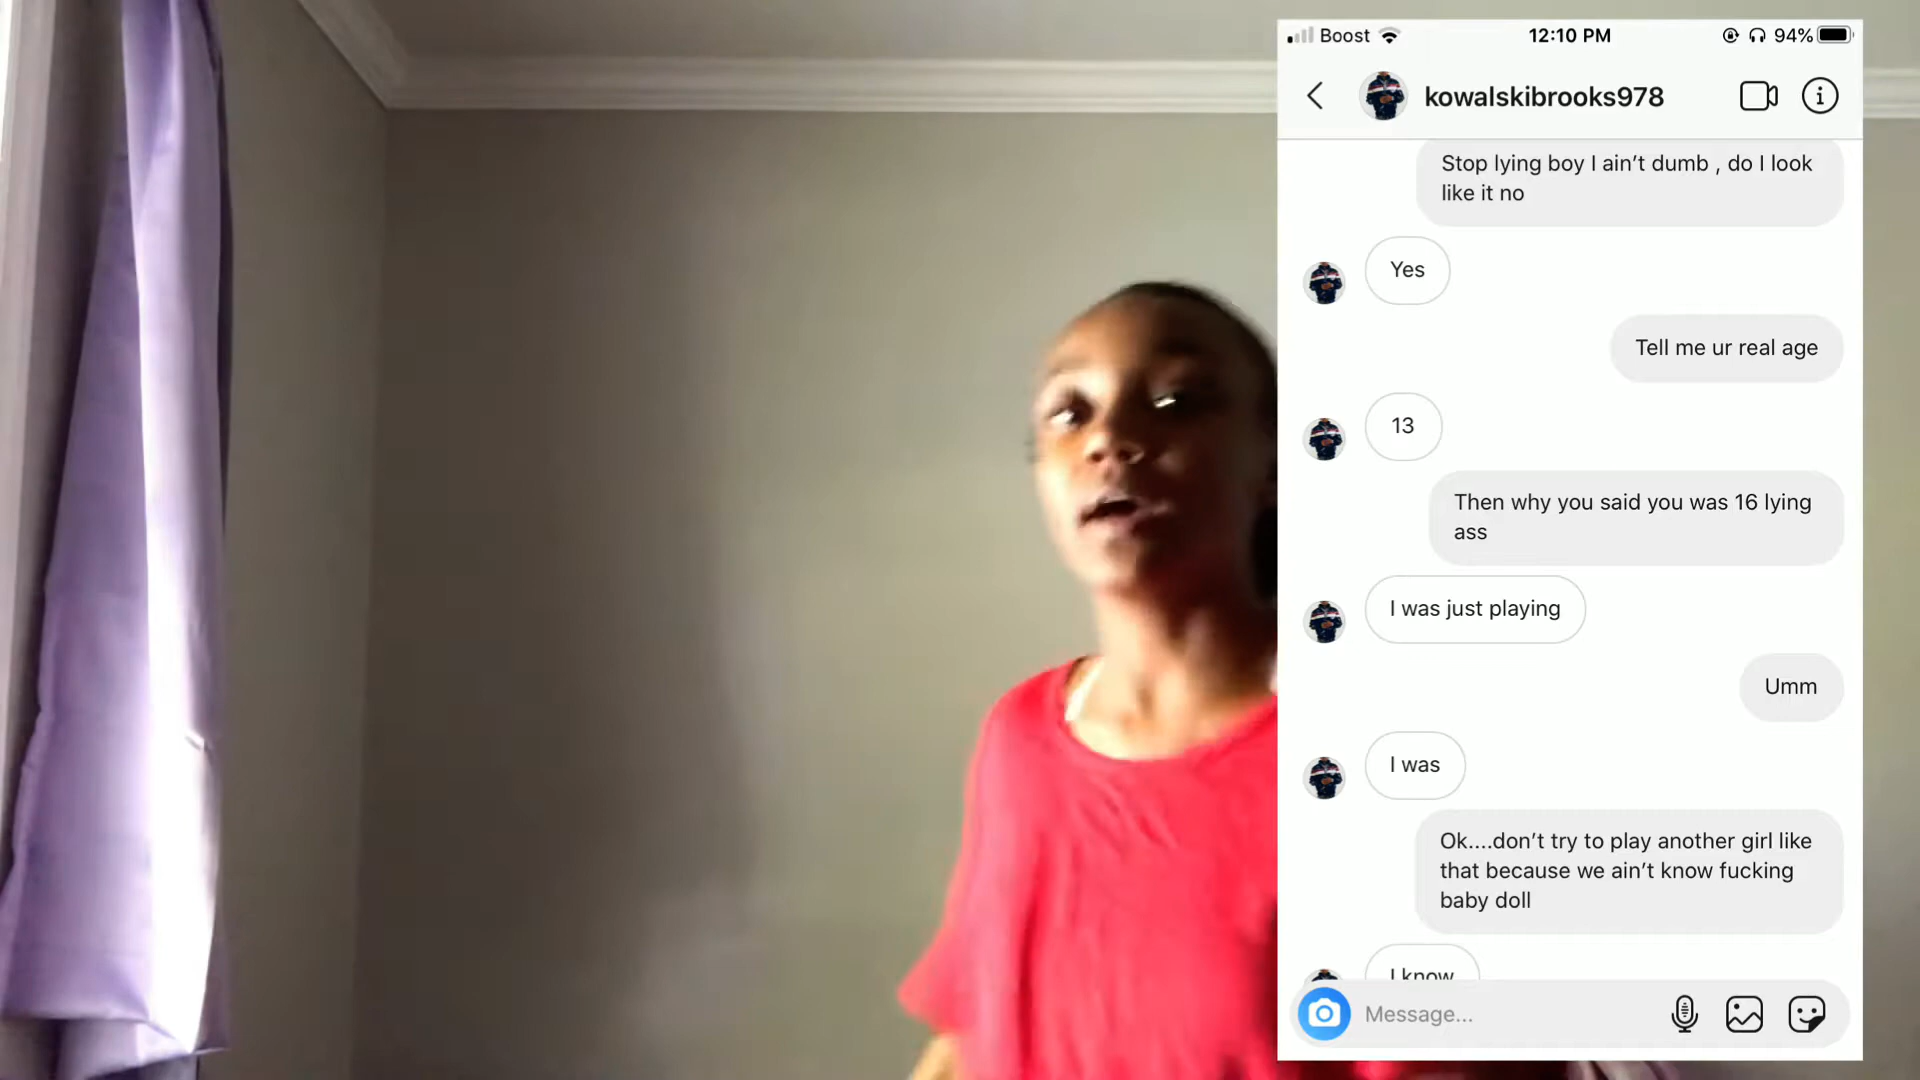 Boost 12:10 PM 94%
kowalskibrooks978
Stop lying boy I ain’t dumb , do I look
like it no
Yes
Tell me ur real age
13
Then why you said you was 16 lying
ass
I was just playing
Umm
I was
Ok....don’t try to play another girl like
that because we ain’t know fucking
baby doll
I know
Message...